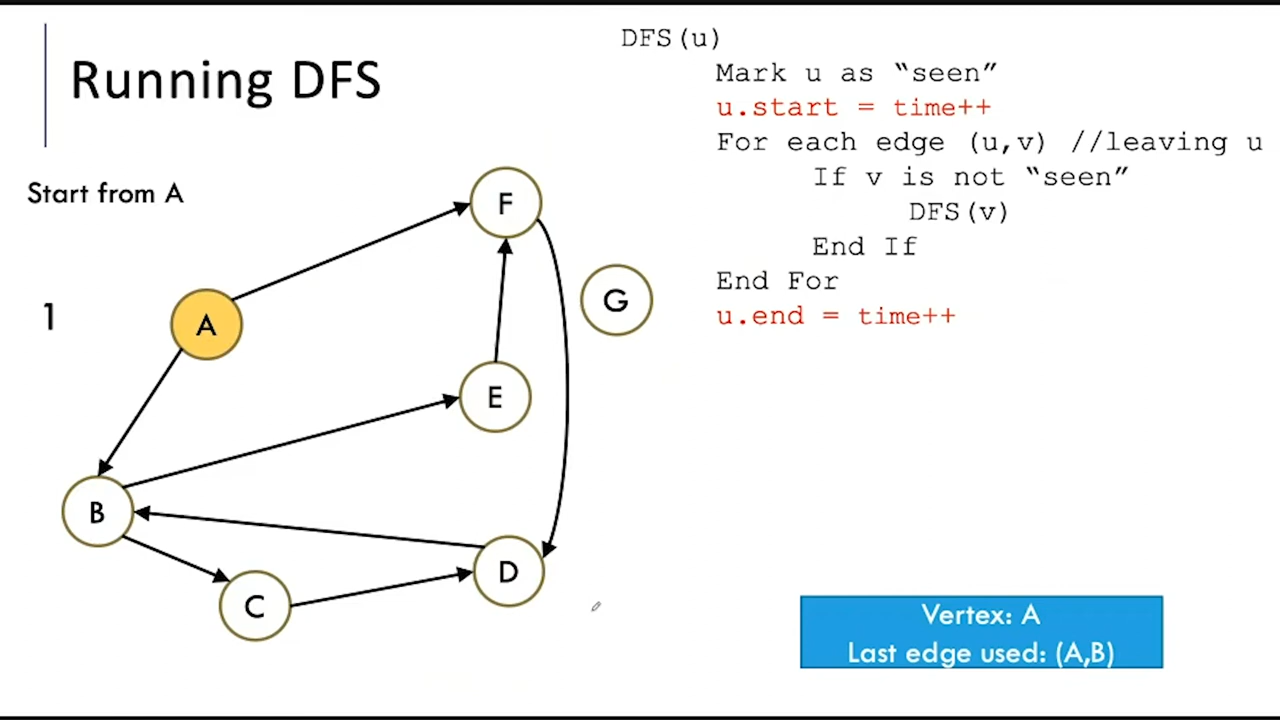 Running DFS
DFS(u)
Mark u as “seen”
u.start = time++
For each edge (u,v) //leaving u
If v is not “seen”
DFS(v)
End If
End For
u.end = time++
Start from A
1
F
G
A
E
B
D
C
Vertex: A
Last edge used: (A,B)